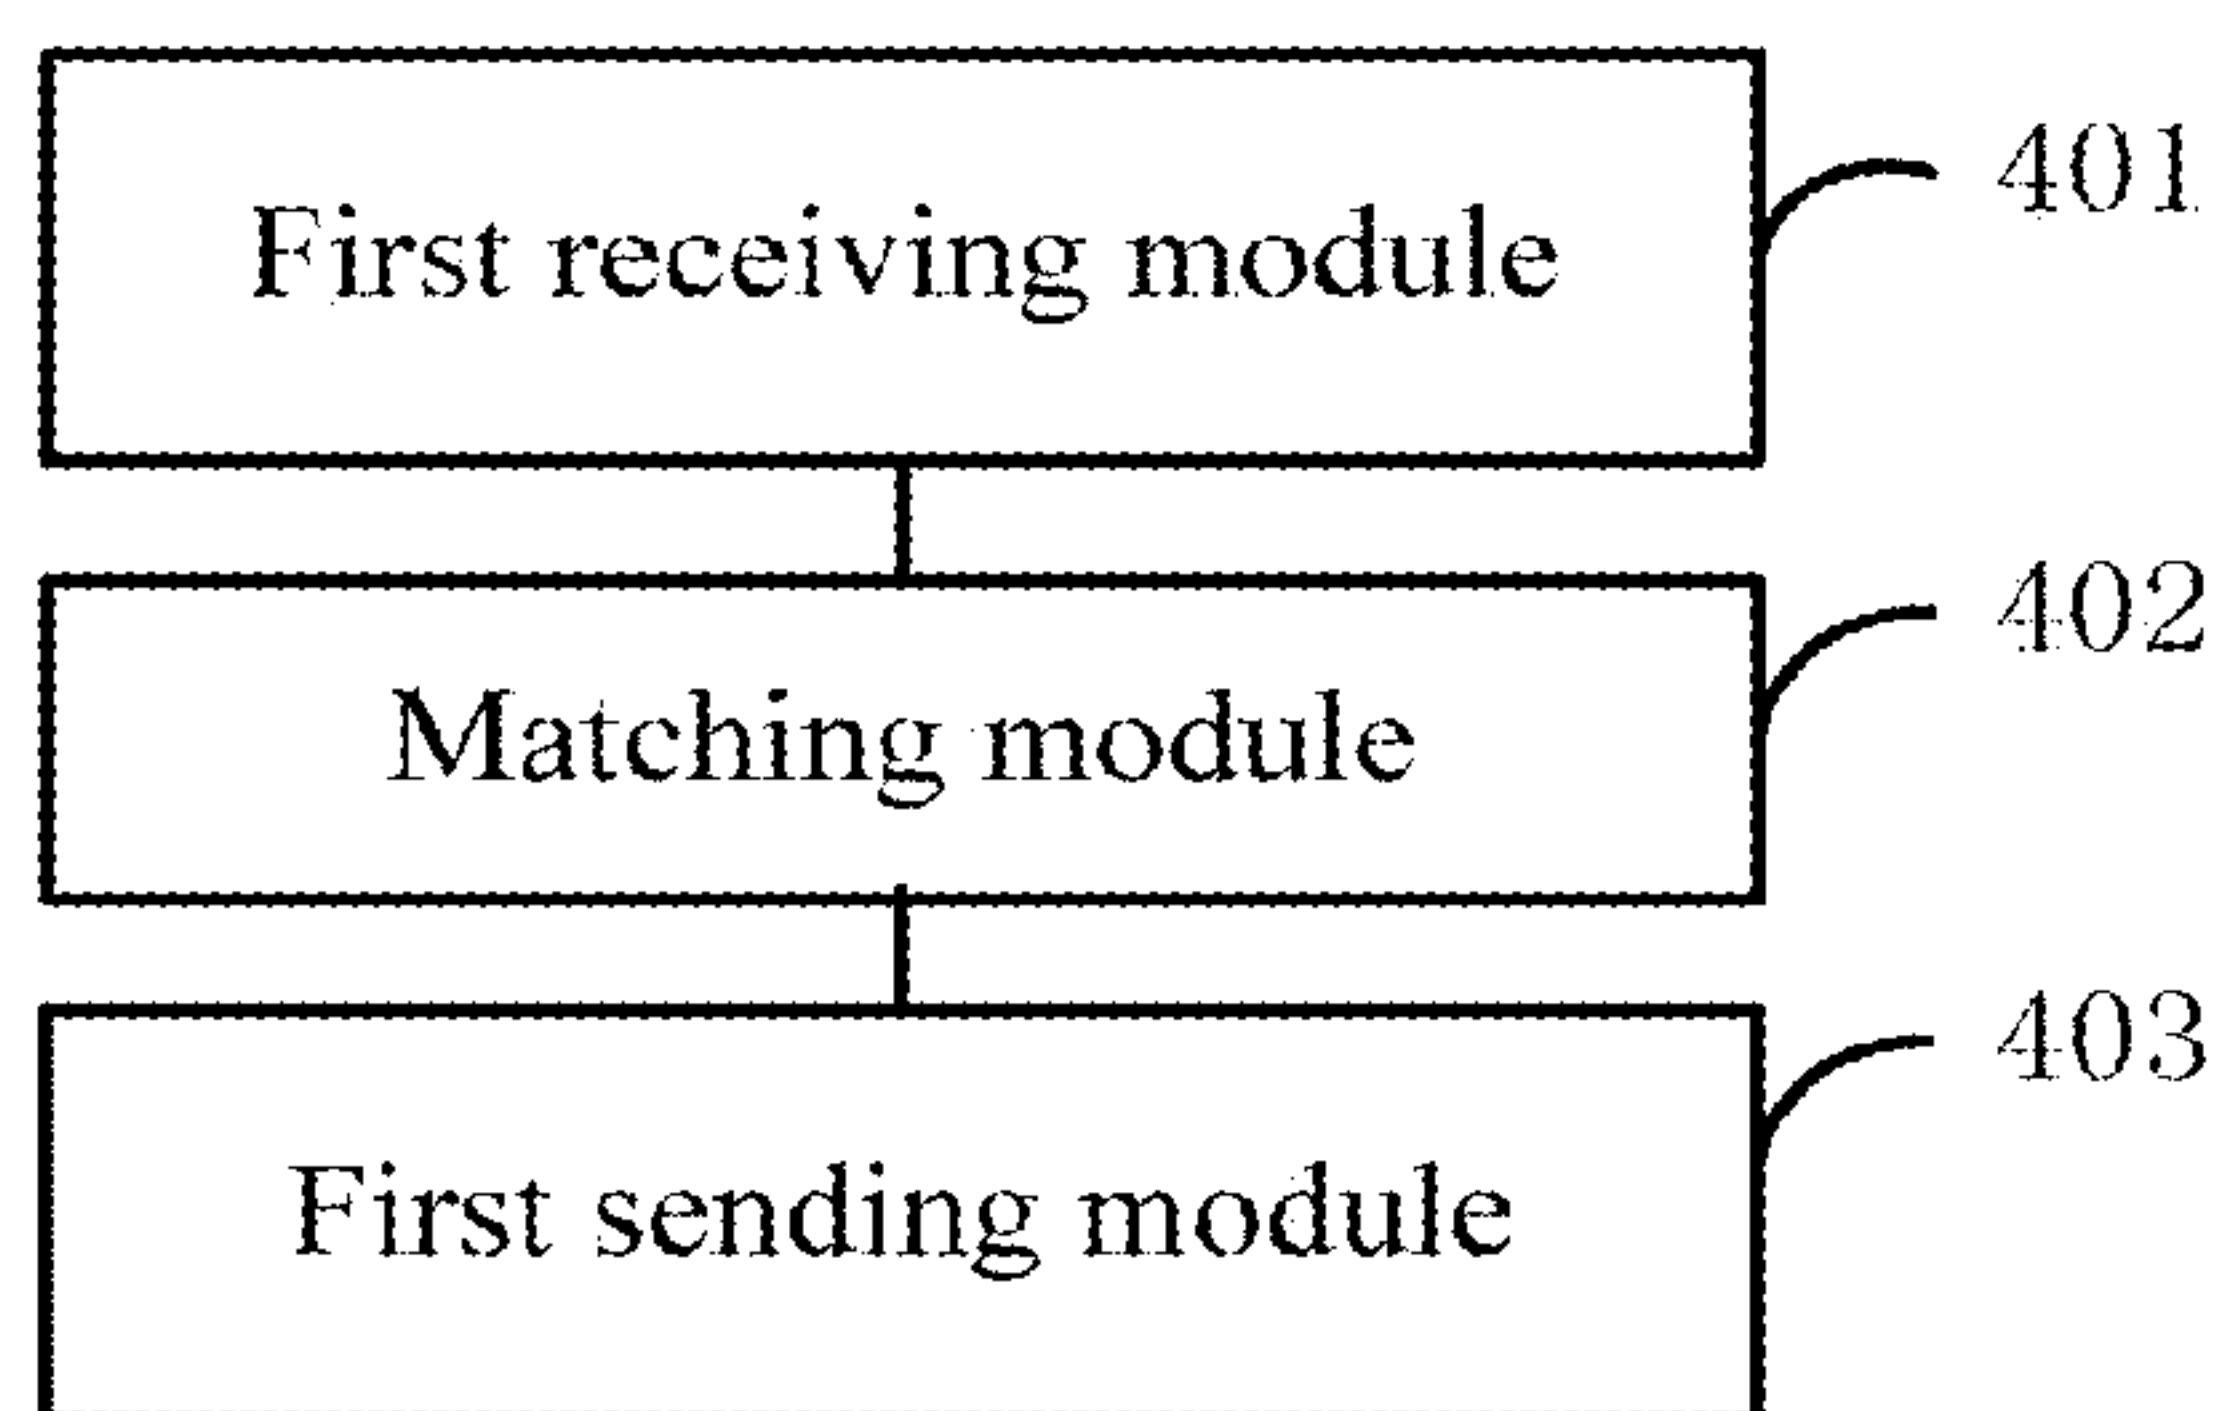 First receiving module
401
Matching module
402
First sending module
403